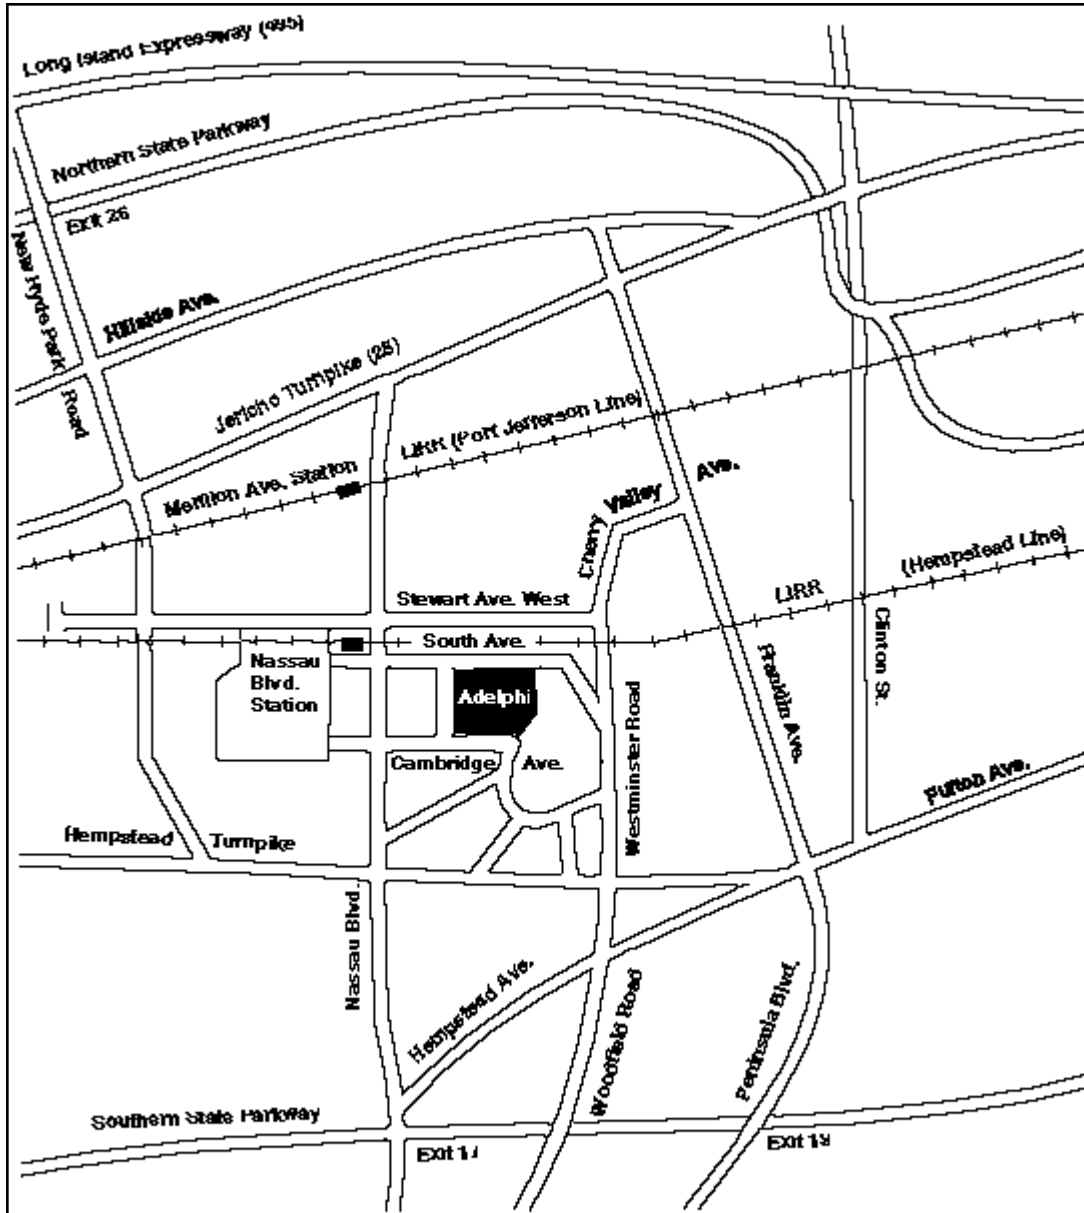 Long Island Expressway (495)
Northern State Parkway
Exit 26
New Hyde Park Road
Hillside Ave.
Jericho Turnpike (25)
LIRR (Port Jefferson Line)
Merillon Ave. Station
Cherry Valley Ave.
(Hempstead Line)
LIRR
Stewart Ave. West
Clinton St.
South Ave.
Nassau
Blvd.
Station
Adelphi
Franklin Ave.
Westminster Road
Cambridge Ave.
Fulton Ave.
Hempstead Turnpike
Nassau Blvd.
Hempstead Ave.
Woodfield Road
Peninsula Blvd.
Southern State Parkway
Exit 17
Exit 19